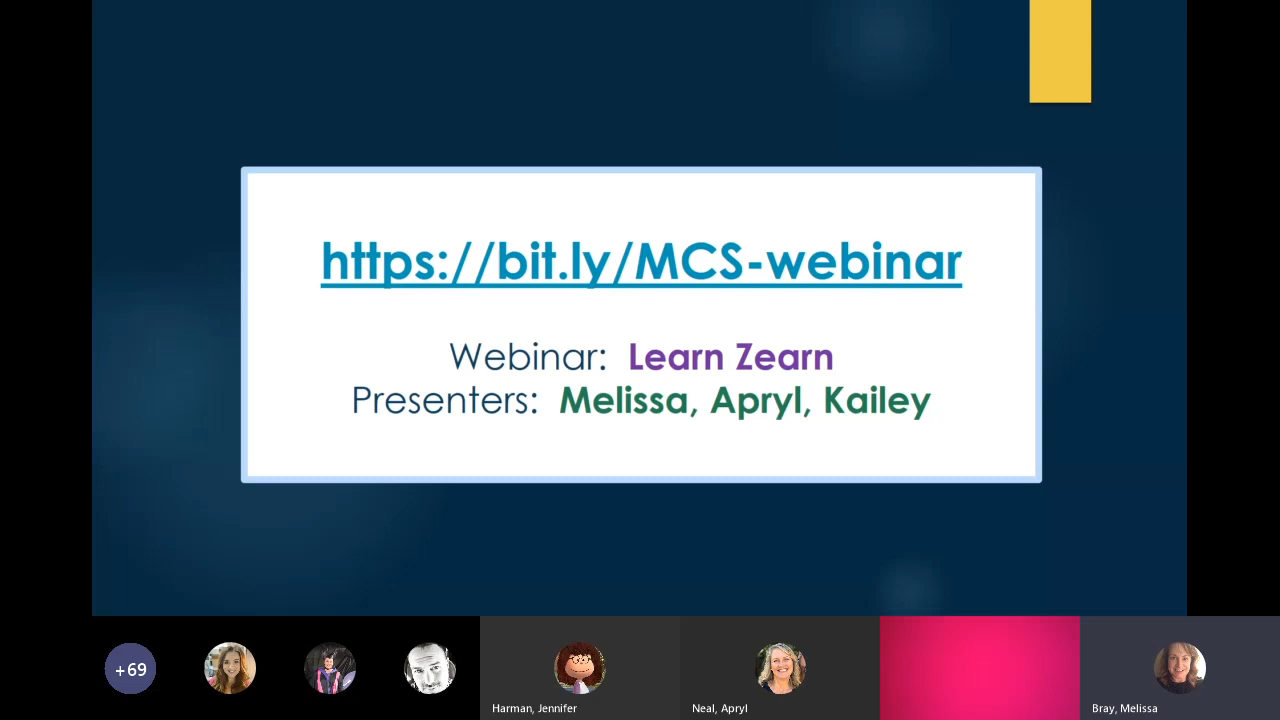 https://bit.ly/MCS-webinar
Webinar: Learn Zearn
Presenters: Melissa, Apryl, Kailey
+69
Harman, Jennifer
Neal, Apryl
Bray, Melissa